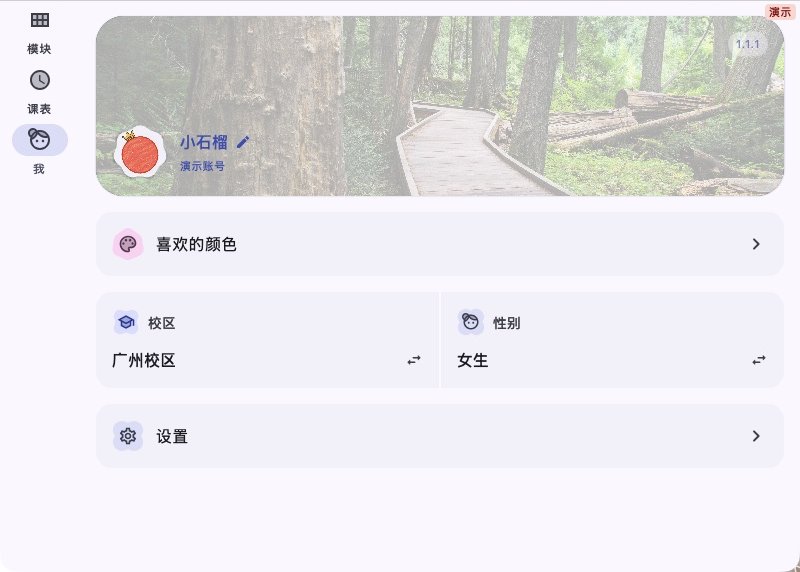 演示
模块
课表
我
1.1.1
小石榴
演示账号
喜欢的颜色
校区
广州校区
性别
女生
设置